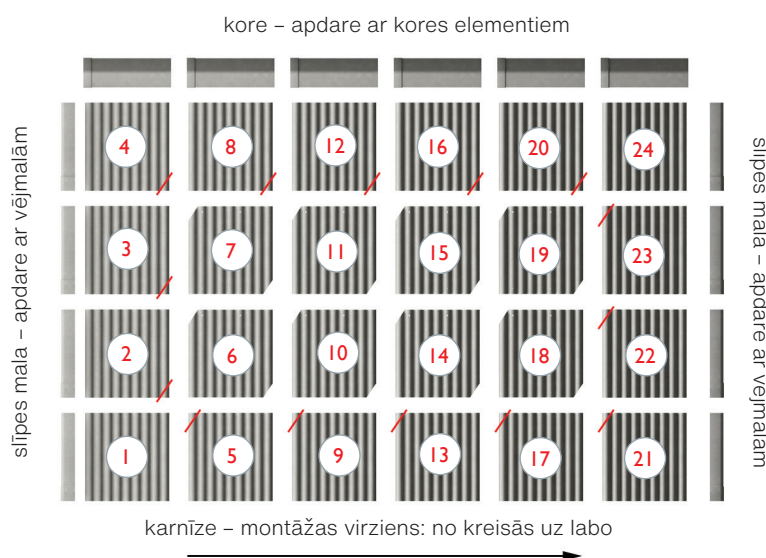 kore – apdare ar kores elementiem
slīpes mala – apdare ar vējmalām
4 8 12 16 20 24
3 7 11 15 19 23
2 6 10 14 18 22
1 5 9 13 17 21
slīpes mala – apdare ar vējmalām
karnīze – montāžas virziens: no kreisās uz labo